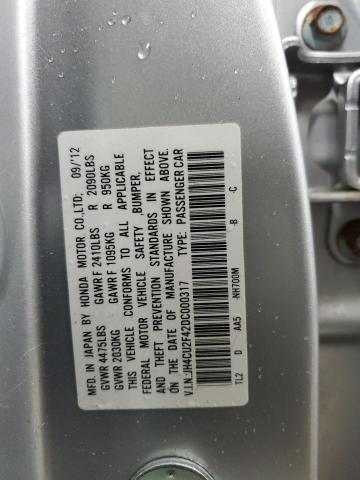 MFD. IN JAPAN BY HONDA MOTOR CO.,LTD; 09/'12
GVWR 4475LBS GAWR F 2410LBS R 2090LBS
GVWR 2030KG GAWR F 1095KG R 950KG
THIS VEHICLE CONFORMS TO ALL APPLICABLE
FEDERAL MOTOR VEHICLE SAFETY ,BUMPER,
AND THEFT PREVENTION STANDARDS IN EFFECT
ON THE DATE OF MANUFACTURE SHOWN ABOVE.
V.I.N.:JH4CU2F42DC000317 TYPE: PASSENGER CAR
TL2 D AA5 -NH700M -B -C